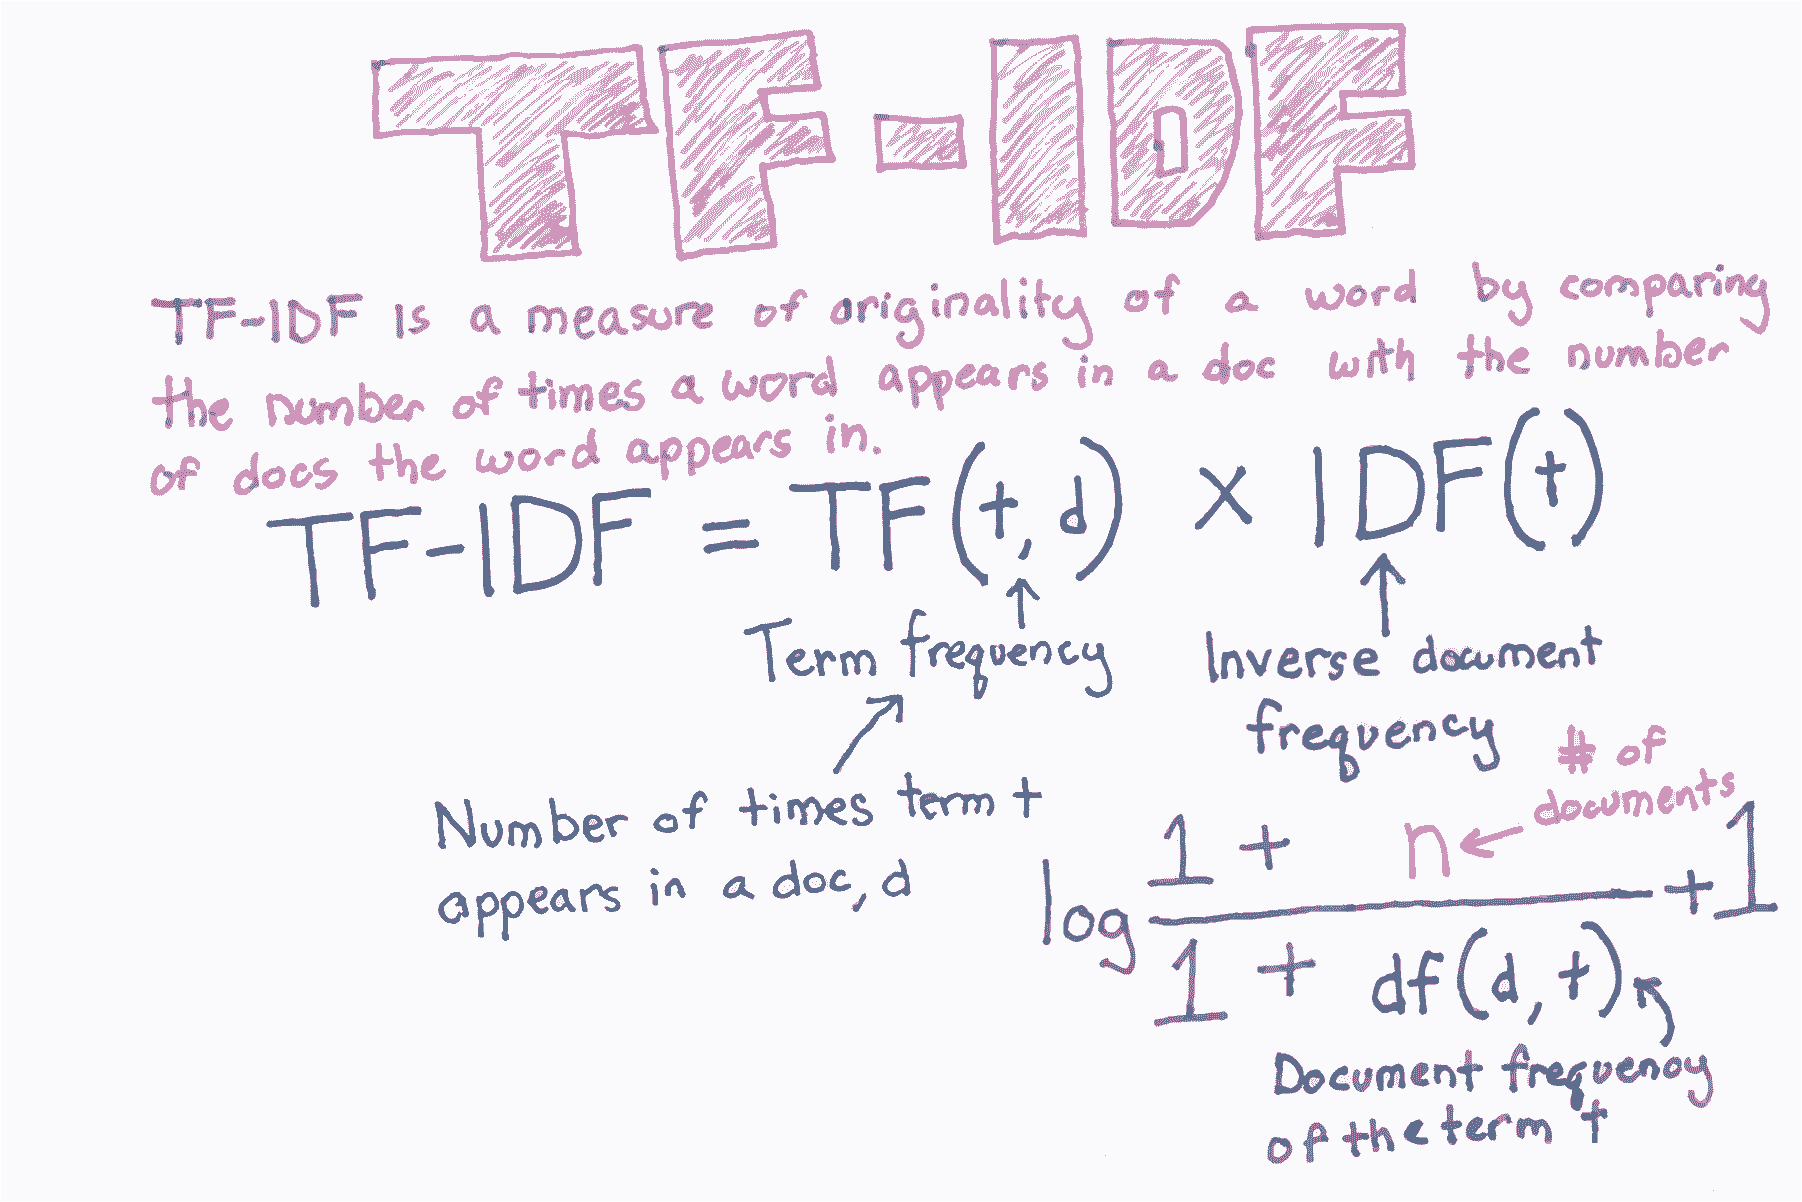 TF-IDF
TF-IDF is a measure of originality of a word by comparing
the number of times a word appears in a doc with the number
of docs the word appears in.
TF-IDF = TF(t, d) × IDF(t)
Term frequency
Inverse document
frequency
Number of times term t
appears in a doc, d
# of
documents
1 + n
log + 1
1 + df(d, t)
Document frequency
of the term t